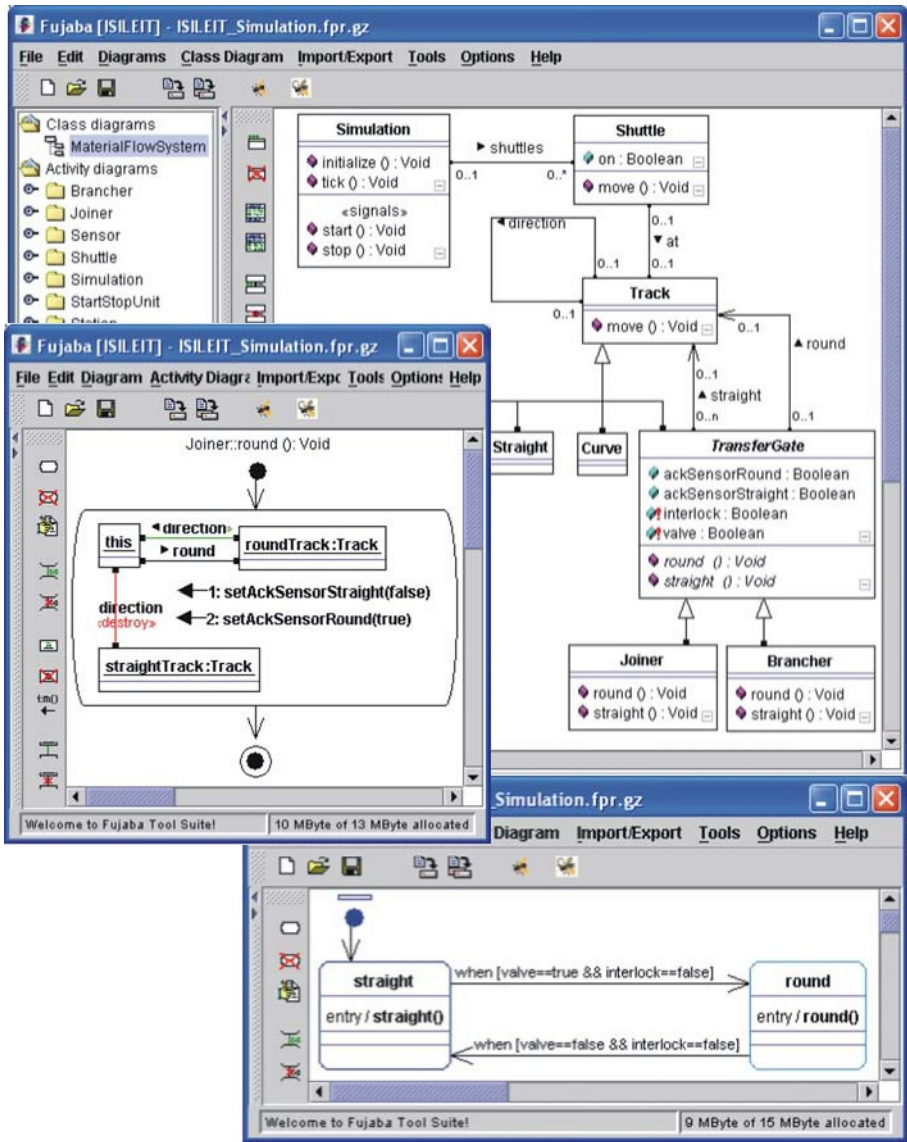 Fujaba [ISILEIT] - ISILEIT_Simulation.fpr.gz
File Edit Diagrams Class Diagram Import/Export Tools Options Help
Class diagrams
MaterialFlowSystem
Activity diagrams
Brancher
Joiner
Sensor
Shuttle
Simulation
StartStopUnit
Simulation
initialize () : Void
tick () : Void
«signals»
start () : Void
stop () : Void
► shuttles
0..1
0..*
Shuttle
on : Boolean
move () : Void
0..1
▼ at
0..1
◄ direction
0..1
0..1
Track
move () : Void
0..1
▲ round
0..1
▲ straight
0..n
0..1
Straight
Curve
TransferGate
ackSensorRound : Boolean
ackSensorStraight : Boolean
interlock : Boolean
valve : Boolean
round () : Void
straight () : Void
Joiner
round () : Void
straight () : Void
Brancher
round () : Void
straight () : Void
Fujaba [ISILEIT] - ISILEIT_Simulation.fpr.gz
File Edit Diagram Activity Diagra Import/Expo Tools Options Help
Joiner::round (): Void
this
◄ direction»
► round
roundTrack:Track
1: setAckSensorStraight(false)
direction
«destroy»
2: setAckSensorRound(true)
straightTrack:Track
t:m()
Welcome to Fujaba Tool Suite! 10 MByte of 13 MByte allocated
_Simulation.fpr.gz
Diagram Import/Export Tools Options Help
straight
entry / straight()
when [valve==true && interlock==false]
round
entry / round()
when [valve==false && interlock==false]
Welcome to Fujaba Tool Suite! 9 MByte of 15 MByte allocated